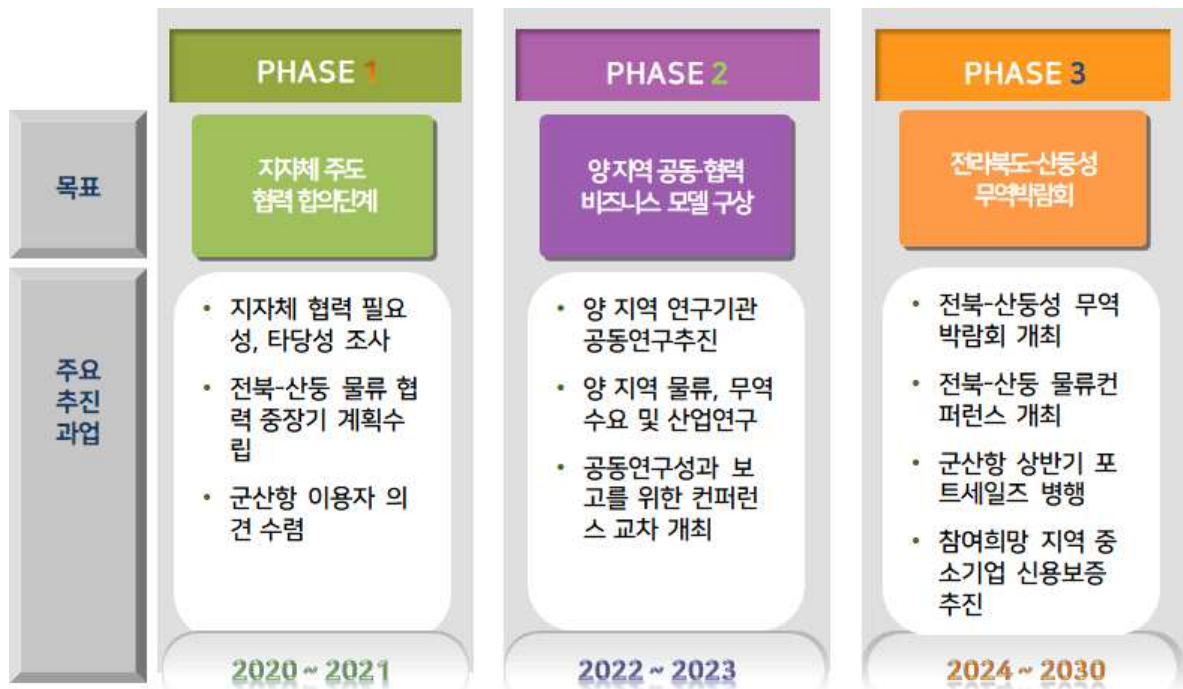 PHASE 1
PHASE 2
PHASE 3
목표
지자체 주도
협력 합의단계
양 지역 공동·협력
비즈니스 모델 구상
전라북도-산둥성
무역박람회
주요
추진
과업
• 지자체 협력 필요
성, 타당성 조사
• 전북-산둥 물류 협
력 중장기 계획수
립
• 군산항 이용자 의
견 수렴
• 양 지역 연구기관
공동연구추진
• 양 지역 물류, 무역
수요 및 산업연구
• 공동연구성과 보
고를 위한 컨퍼런
스 교차 개최
• 전북-산둥성 무역
박람회 개최
• 전북-산둥 물류컨
퍼런스 개최
• 군산항 상반기 포
트세일즈 병행
• 참여희망 지역 중
소기업 신용보증
추진
2020 ~ 2021
2022 ~ 2023
2024 ~ 2030